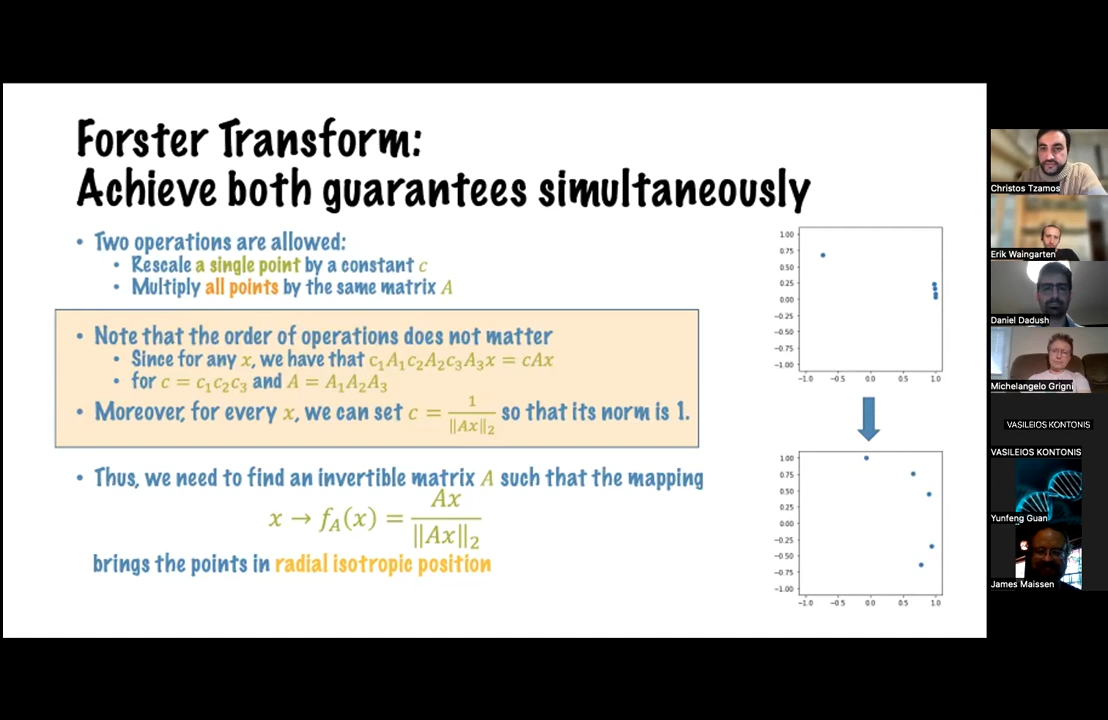 Forster Transform:
Achieve both guarantees simultaneously
• Two operations are allowed:
• Rescale a single point by a constant c
• Multiply all points by the same matrix A
• Note that the order of operations does not matter
• Since for any x, we have that c₁A₁c₂A₂c₃A₃x = cAx
• for c = c₁c₂c₃ and A = A₁A₂A₃
• Moreover, for every x, we can set c = 1/‖Ax‖₂ so that its norm is 1.
• Thus, we need to find an invertible matrix A such that the mapping
x → f_A(x) = Ax/‖Ax‖₂
brings the points in radial isotropic position
1.00
0.75
0.50
0.25
0.00
−0.25
−0.50
−0.75
−1.00
−1.0 −0.5 0.0 0.5 1.0
1.00
0.75
0.50
0.25
0.00
−0.25
−0.50
−0.75
−1.00
−1.0 −0.5 0.0 0.5 1.0
Christos Tzamos
Erik Waingarten
Daniel Dadush
Michelangelo Grigni
VASILEIOS KONTONIS
VASILEIOS KONTONIS
Yunfeng Guan
James Maissen